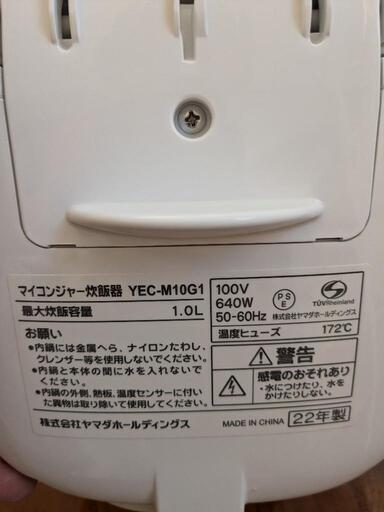 マイコンジャー炊飯器 YEC-M10G1
最大炊飯容量 1.0L
お願い
●内鍋には金属へら、ナイロンたわし、
クレンザー等を使用しないでください。
●内鍋と本体の間に水を入れないで
ください。
●内鍋の外側、熱板、温度センサーに付い
た異物は取り除いて使用してください。
株式会社ヤマダホールディングス
100V
640W
50-60Hz
PSE
TÜVRheinland
株式会社ヤマダホールディングス
温度ヒューズ 172℃
警告
感電のおそれあり
・水につけたり、水を
かけたりしない。
MADE IN CHINA 22年製